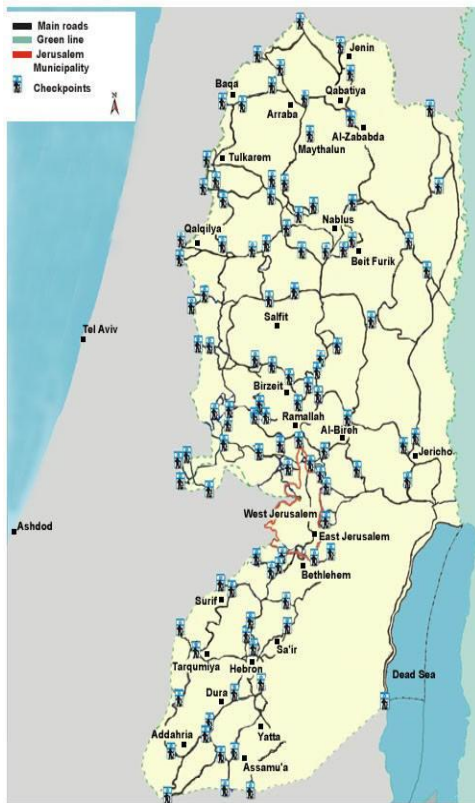 Main roads
Green line
Jerusalem
Municipality
Checkpoints
N
Jenin
Baqa
Qabatiya
Arraba
Al-Zababda
Maythalun
Tulkarem
Nablus
Qalqilya
Beit Furik
Salfit
Tel Aviv
Birzeit
Ramallah
Al-Bireh
Jericho
West Jerusalem
Ashdod
East Jerusalem
Bethlehem
Surif
Sa'ir
Tarqumiya
Hebron
Dead Sea
Dura
Yatta
Addahria
Assamu'a